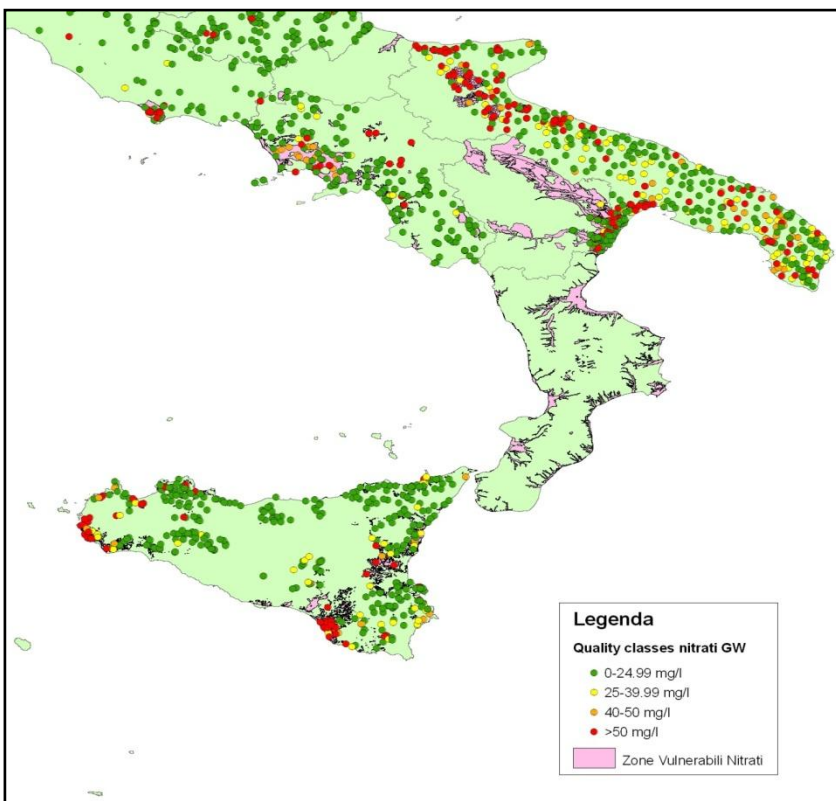 Legenda
Quality classes nitrati GW
0-24.99 mg/l
25-39.99 mg/l
40-50 mg/l
>50 mg/l
Zone Vulnerabili Nitrati